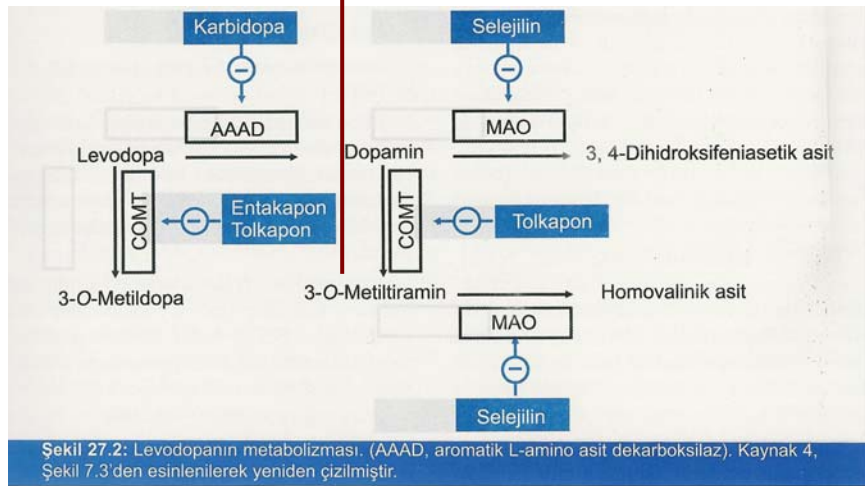 Karbidopa
Selejilin
AAAD
MAO
Levodopa
Dopamin
3, 4-Dihidroksifeniasetik asit
COMT
Entakapon
Tolkapon
COMT
Tolkapon
3-O-Metildopa
3-O-Metiltiramin
Homovalinik asit
MAO
Selejilin
Şekil 27.2: Levodopanın metabolizması. (AAAD, aromatik L-amino asit dekarboksilaz). Kaynak 4,
Şekil 7.3'den esinlenilerek yeniden çizilmiştir.